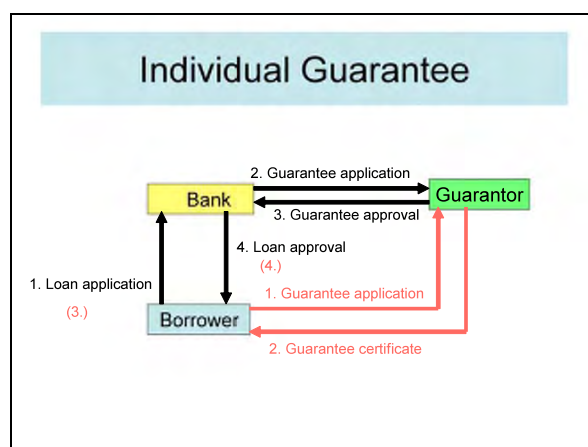 Individual Guarantee
2. Guarantee application
Bank
Guarantor
3. Guarantee approval
4. Loan approval
(4.)
1. Loan application
(3.)
1. Guarantee application
Borrower
2. Guarantee certificate